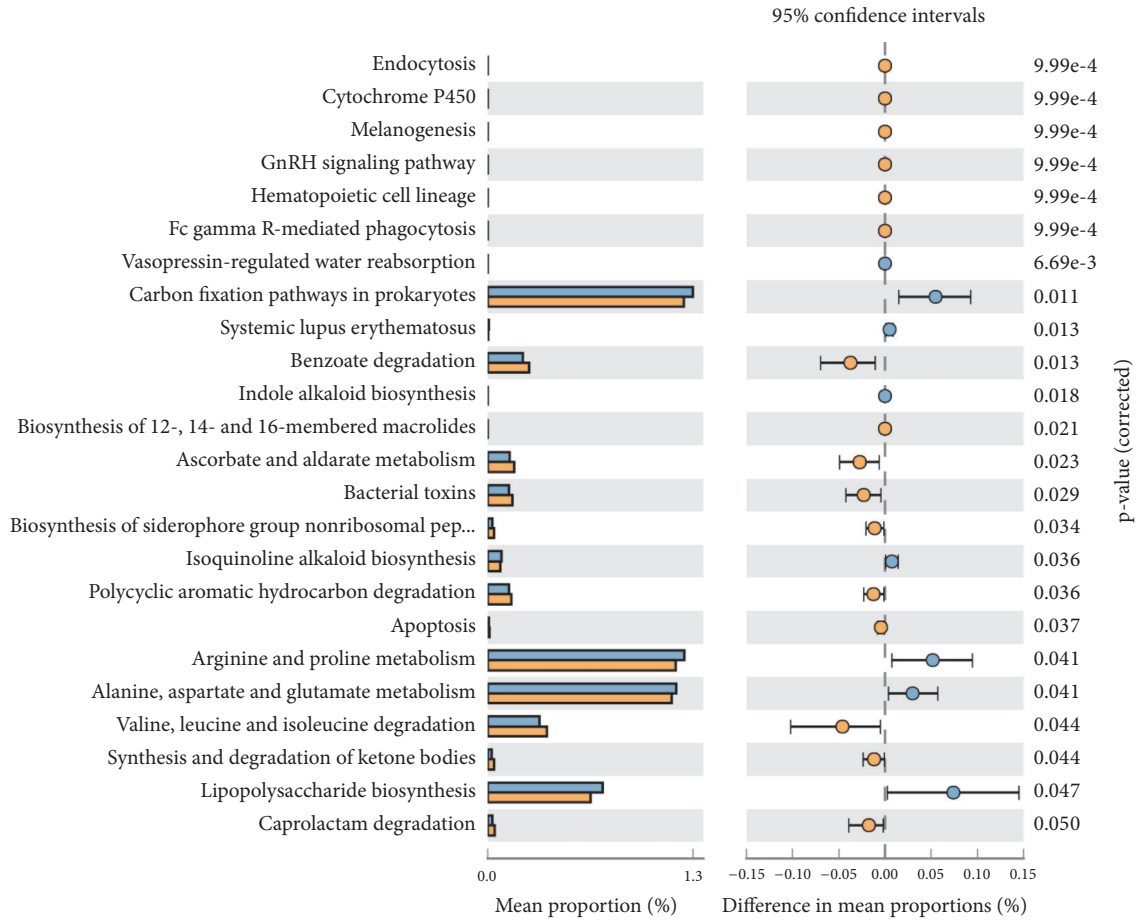 95% confidence intervals
Endocytosis 9.99e-4
Cytochrome P450 9.99e-4
Melanogenesis 9.99e-4
GnRH signaling pathway 9.99e-4
Hematopoietic cell lineage 9.99e-4
Fc gamma R-mediated phagocytosis 9.99e-4
Vasopressin-regulated water reabsorption 6.69e-3
Carbon fixation pathways in prokaryotes 0.011
Systemic lupus erythematosus 0.013
Benzoate degradation 0.013
Indole alkaloid biosynthesis 0.018
Biosynthesis of 12-, 14- and 16-membered macrolides 0.021
Ascorbate and aldarate metabolism 0.023
Bacterial toxins 0.029
Biosynthesis of siderophore group nonribosomal pep... 0.034
Isoquinoline alkaloid biosynthesis 0.036
Polycyclic aromatic hydrocarbon degradation 0.036
Apoptosis 0.037
Arginine and proline metabolism 0.041
Alanine, aspartate and glutamate metabolism 0.041
Valine, leucine and isoleucine degradation 0.044
Synthesis and degradation of ketone bodies 0.044
Lipopolysaccharide biosynthesis 0.047
Caprolactam degradation 0.050
p-value (corrected)
0.0 1.3 −0.15 −0.10 −0.05 0.00 0.05 0.10 0.15
Mean proportion (%) Difference in mean proportions (%)